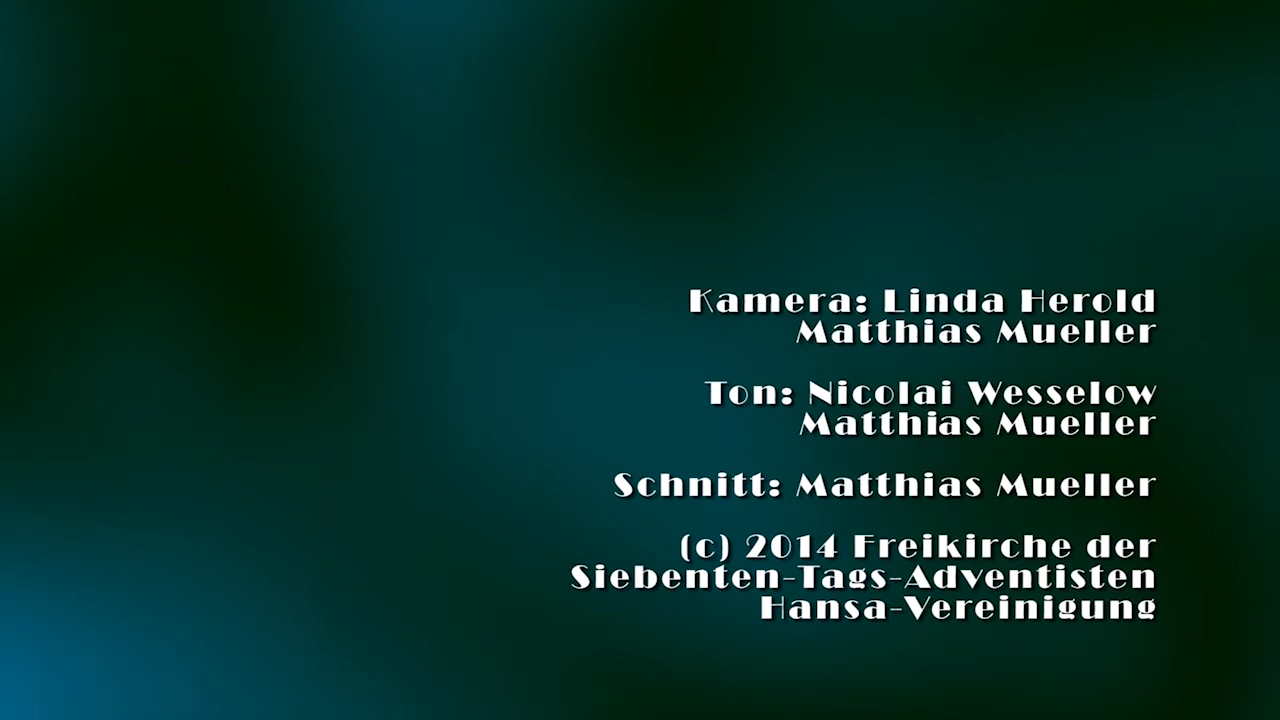 Kamera: Linda Herold
Matthias Mueller
Ton: Nicolai Wesselow
Matthias Mueller
Schnitt: Matthias Mueller
(c) 2014 Freikirche der
Siebenten-Tags-Adventisten
Hansa-Vereinigung